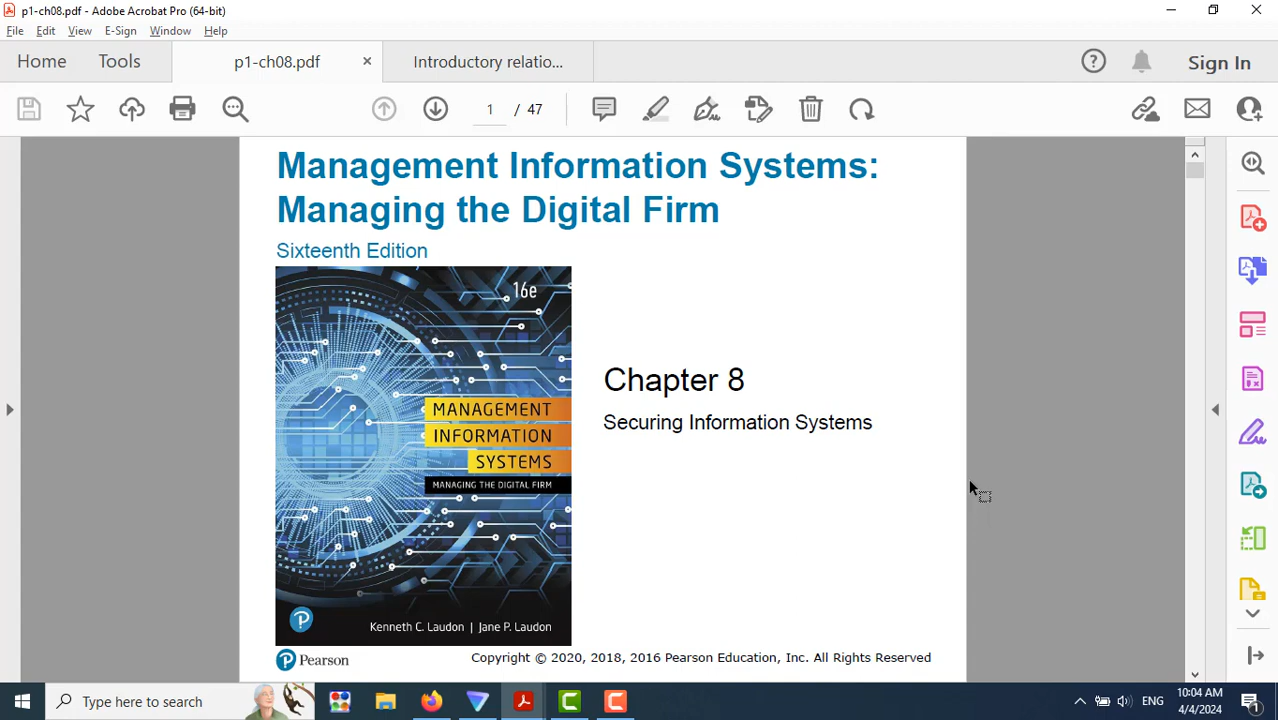 p1-ch08.pdf - Adobe Acrobat Pro (64-bit)
File Edit View E-Sign Window Help
Home Tools p1-ch08.pdf × Introductory relatio... Sign In
1 / 47
Management Information Systems:
Managing the Digital Firm
Sixteenth Edition
16e
MANAGEMENT
INFORMATION
SYSTEMS
MANAGING THE DIGITAL FIRM
Kenneth C. Laudon | Jane P. Laudon
Chapter 8
Securing Information Systems
Pearson
Copyright © 2020, 2018, 2016 Pearson Education, Inc. All Rights Reserved
Type here to search
ENG
10:04 AM
4/4/2024
1